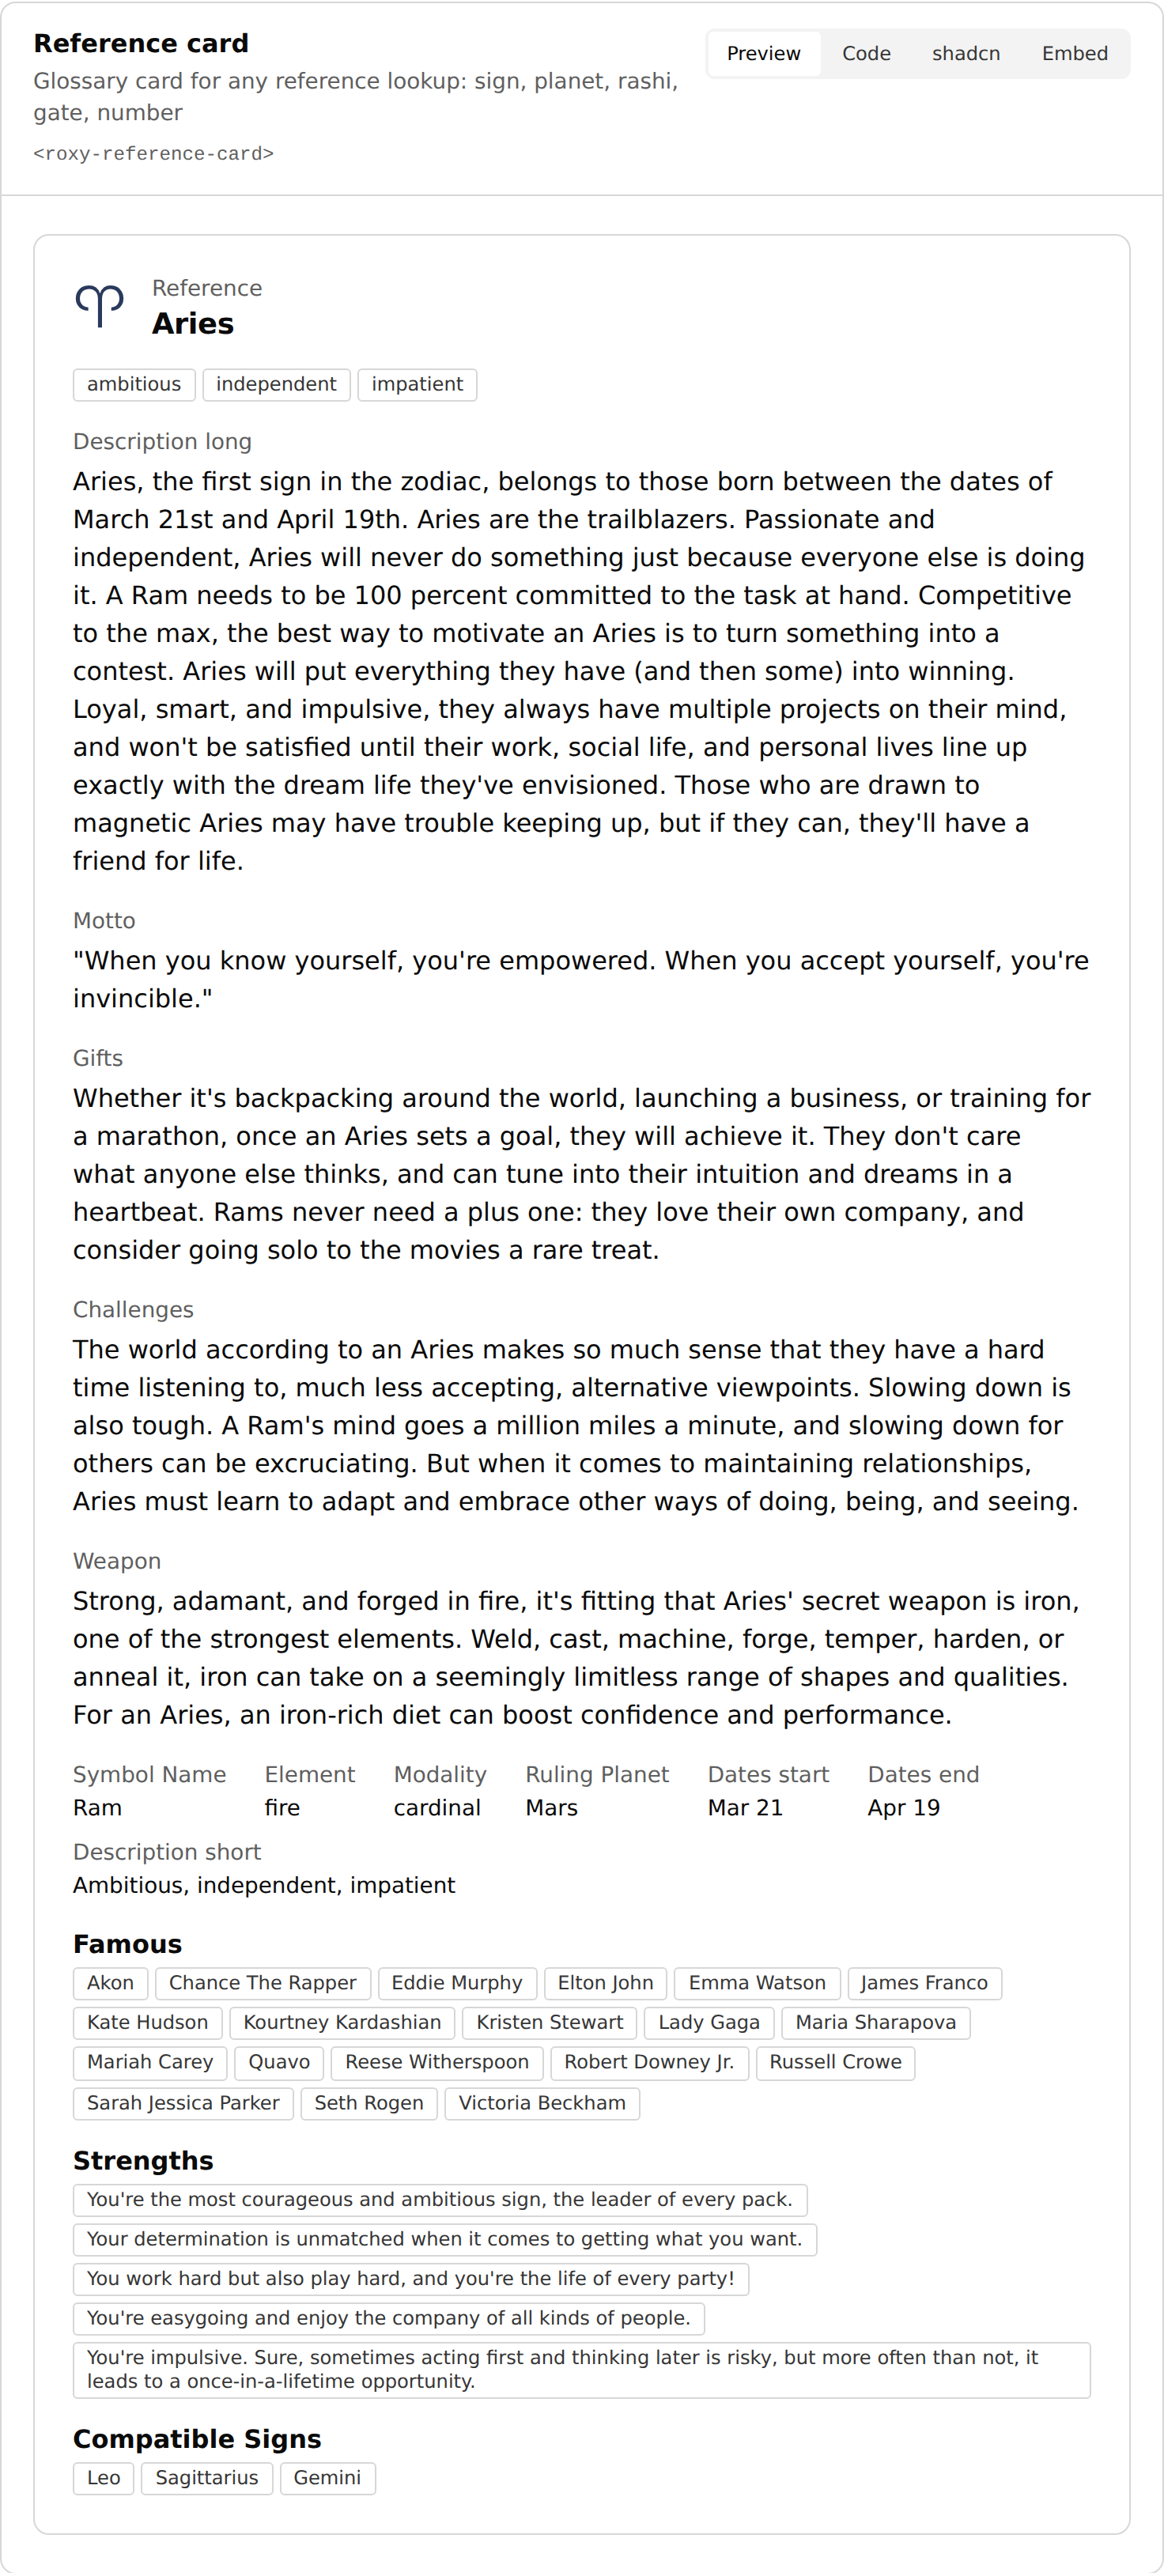 Reference card
Preview Code shadcn Embed
Glossary card for any reference lookup: sign, planet, rashi,
gate, number
<roxy-reference-card>
Reference
Aries
ambitious independent impatient
Description long
Aries, the first sign in the zodiac, belongs to those born between the dates of
March 21st and April 19th. Aries are the trailblazers. Passionate and
independent, Aries will never do something just because everyone else is doing
it. A Ram needs to be 100 percent committed to the task at hand. Competitive
to the max, the best way to motivate an Aries is to turn something into a
contest. Aries will put everything they have (and then some) into winning.
Loyal, smart, and impulsive, they always have multiple projects on their mind,
and won't be satisfied until their work, social life, and personal lives line up
exactly with the dream life they've envisioned. Those who are drawn to
magnetic Aries may have trouble keeping up, but if they can, they'll have a
friend for life.
Motto
"When you know yourself, you're empowered. When you accept yourself, you're
invincible."
Gifts
Whether it's backpacking around the world, launching a business, or training for
a marathon, once an Aries sets a goal, they will achieve it. They don't care
what anyone else thinks, and can tune into their intuition and dreams in a
heartbeat. Rams never need a plus one: they love their own company, and
consider going solo to the movies a rare treat.
Challenges
The world according to an Aries makes so much sense that they have a hard
time listening to, much less accepting, alternative viewpoints. Slowing down is
also tough. A Ram's mind goes a million miles a minute, and slowing down for
others can be excruciating. But when it comes to maintaining relationships,
Aries must learn to adapt and embrace other ways of doing, being, and seeing.
Weapon
Strong, adamant, and forged in fire, it's fitting that Aries' secret weapon is iron,
one of the strongest elements. Weld, cast, machine, forge, temper, harden, or
anneal it, iron can take on a seemingly limitless range of shapes and qualities.
For an Aries, an iron-rich diet can boost confidence and performance.
Symbol Name Element Modality Ruling Planet Dates start Dates end
Ram fire cardinal Mars Mar 21 Apr 19
Description short
Ambitious, independent, impatient
Famous
Akon Chance The Rapper Eddie Murphy Elton John Emma Watson James Franco
Kate Hudson Kourtney Kardashian Kristen Stewart Lady Gaga Maria Sharapova
Mariah Carey Quavo Reese Witherspoon Robert Downey Jr. Russell Crowe
Sarah Jessica Parker Seth Rogen Victoria Beckham
Strengths
You're the most courageous and ambitious sign, the leader of every pack.
Your determination is unmatched when it comes to getting what you want.
You work hard but also play hard, and you're the life of every party!
You're easygoing and enjoy the company of all kinds of people.
You're impulsive. Sure, sometimes acting first and thinking later is risky, but more often than not, it
leads to a once-in-a-lifetime opportunity.
Compatible Signs
Leo Sagittarius Gemini